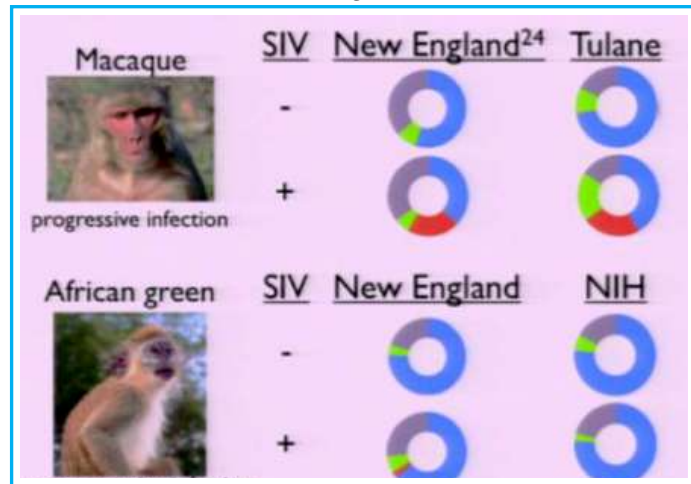 Macaque SIV New England24 Tulane
-
+
progressive infection
African green SIV New England NIH
-
+